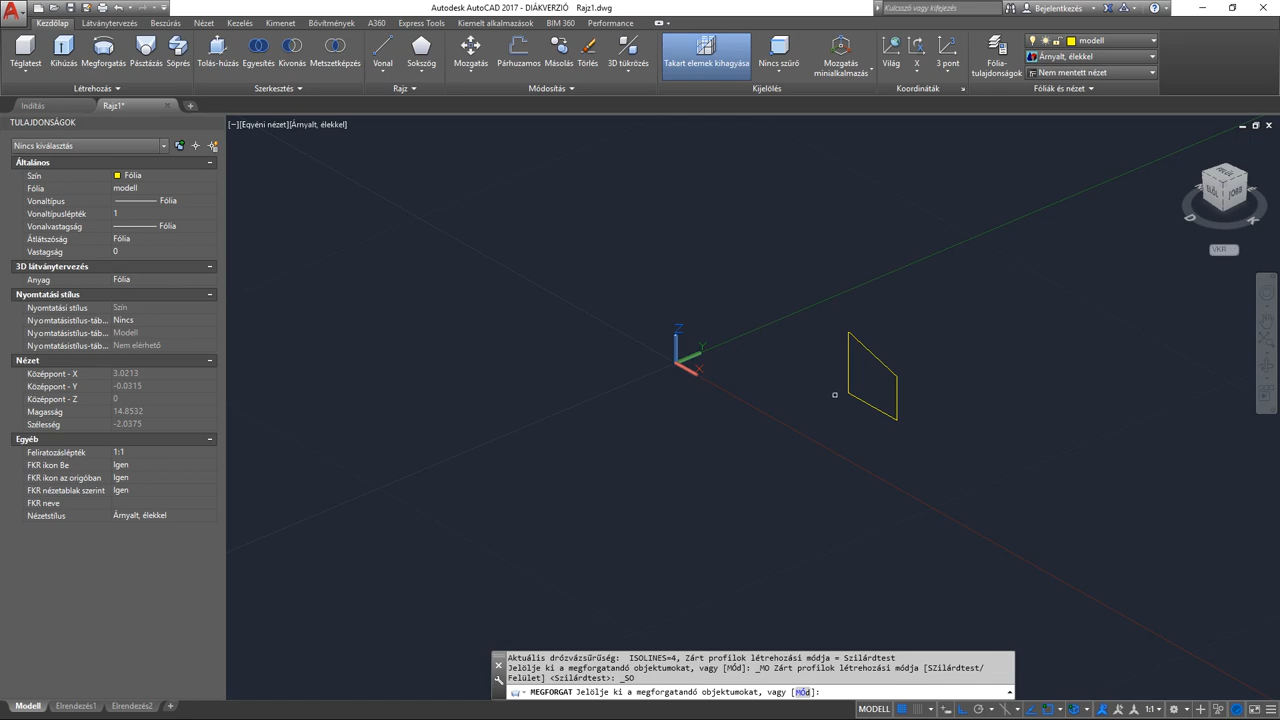 Autodesk AutoCAD 2017 - DIÁKVERZIÓ Rajz1.dwg
Kulcsszó vagy kifejezés
Bejelentkezés
Kezdőlap Látványtervezés Beszúrás Nézet Kezelés Kimenet Bővítmények A360 Express Tools Kiemelt alkalmazások BIM 360 Performance
modell
Téglatest Kihúzás Megforgatás Pásztázás Söprés Tolás-húzás Egyesítés Kivonás Metszetképzés Vonal Sokszög Mozgatás Párhuzamos Másolás Törlés 3D tükrözés Takart elemek kihagyása Nincs szűrő Mozgatás minialkalmazás Világ X 3 pont Fólia-tulajdonságok
Árnyalt, élekkel
Nem mentett nézet
Létrehozás Szerkesztés Rajz Módosítás Kijelölés Koordináták Fóliák és nézet
Indítás Rajz1*
TULAJDONSÁGOK
[−][Egyéni nézet][Árnyalt, élekkel]
Nincs kiválasztás
Általános
Szín Fólia
Fólia modell
Vonaltípus Fólia
Vonaltípuslépték 1
Vonalvastagság Fólia
Átlátszóság Fólia
Vastagság 0
3D látványtervezés
Anyag Fólia
Nyomtatási stílus
Nyomtatási stílus Szín
Nyomtatásistílus-táb... Nincs
Nyomtatásistílus-táb... Modell
Nyomtatásistílus-táb... Nem elérhető
Nézet
Középpont - X 3.0213
Középpont - Y -0.0315
Középpont - Z 0
Magasság 14.8532
Szélesség -2.0375
Egyéb
Feliratozáslépték 1:1
FKR ikon Be Igen
FKR ikon az origóban Igen
FKR nézetablak szerint Igen
FKR neve
Nézetstílus Árnyalt, élekkel
Z
Y
X
ELÖL JOBB
D K
VKR
Aktuális drózvázsűrűség: ISOLINES=4, Zárt profilok létrehozási módja = Szilárdtest
Jelölje ki a megforgatandó objektumokat, vagy [MÓd]: _MO Zárt profilok létrehozási módja [SZilárdtest/
Felület] <Szilárdtest>: _SO
MEGFORGAT Jelölje ki a megforgatandó objektumokat, vagy [MÓd]:
Modell Elrendezés1 Elrendezés2 +
MODELL 1:1